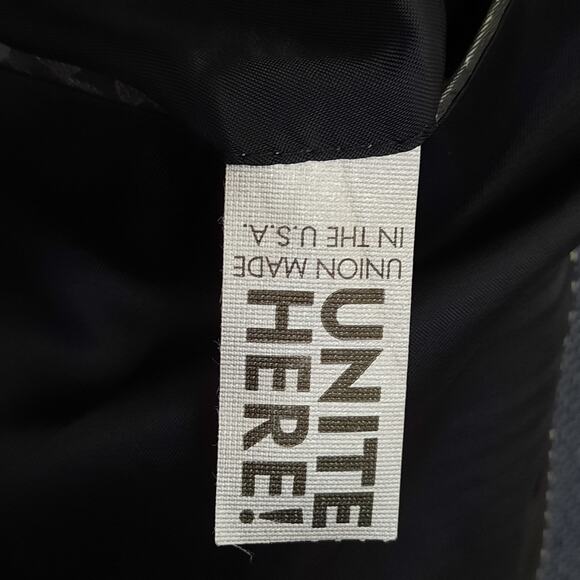 UNION MADE
IN THE U.S.A.
UNITE
HERE!